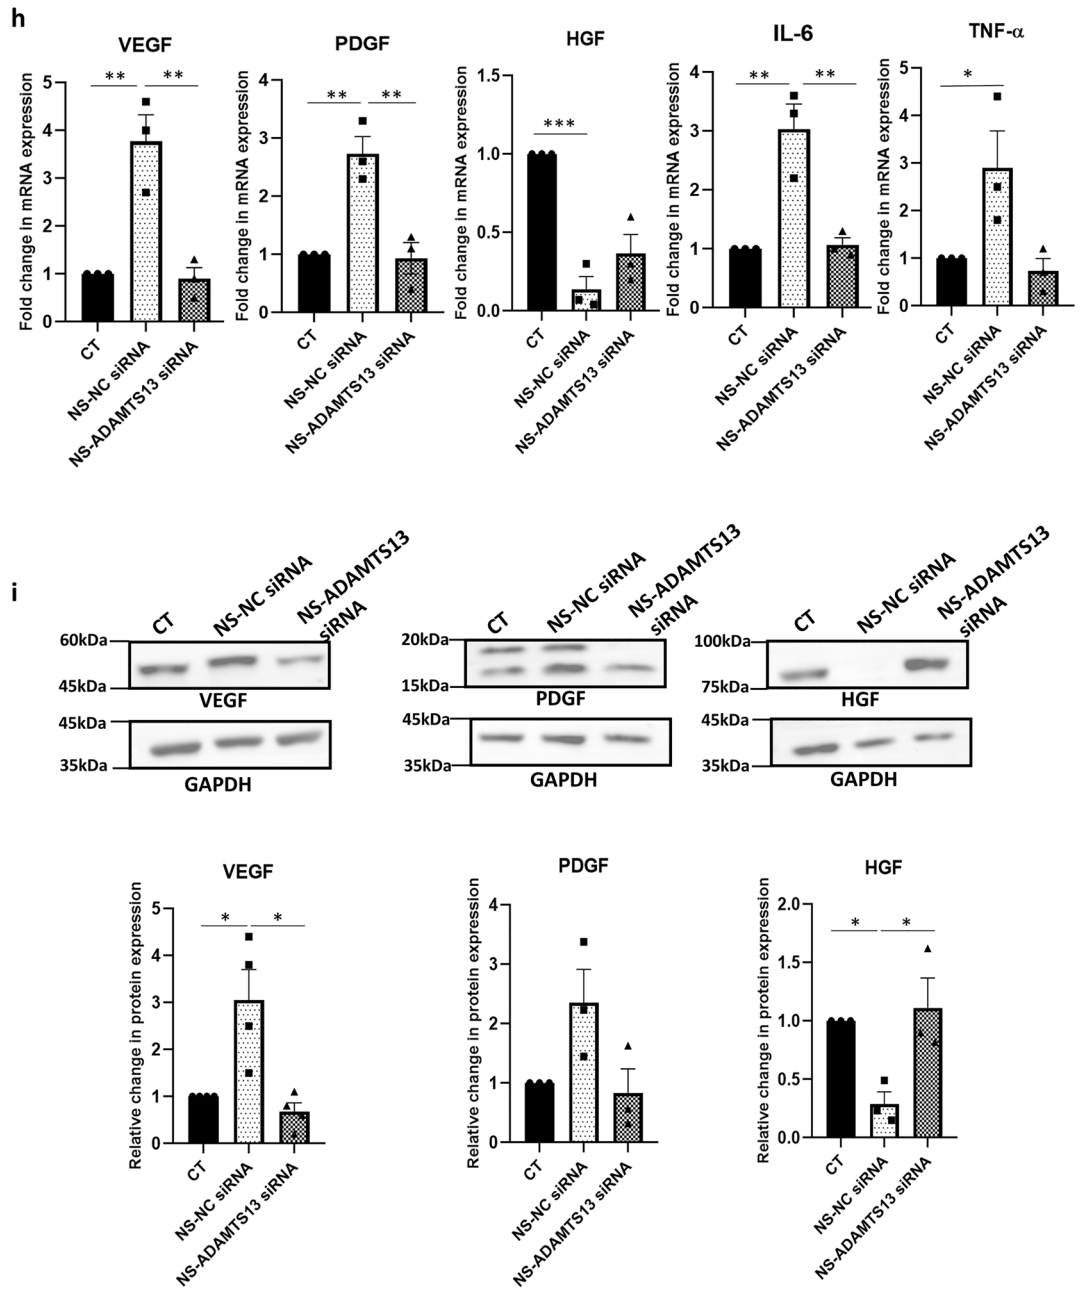 h
VEGF
PDGF
HGF
IL-6
TNF-α
Fold change in mRNA expression
5
4
3
2
1
0
**
**
CT
NS-NC siRNA
NS-ADAMTS13 siRNA
Fold change in mRNA expression
4
3
2
1
0
**
**
CT
NS-NC siRNA
NS-ADAMTS13 siRNA
Fold change in mRNA expression
1.5
1.0
0.5
0.0
***
CT
NS-NC siRNA
NS-ADAMTS13 siRNA
Fold change in mRNA expression
4
3
2
1
0
**
**
CT
NS-NC siRNA
NS-ADAMTS13 siRNA
Fold change in mRNA expression
5
4
3
2
1
0
*
CT
NS-NC siRNA
NS-ADAMTS13 siRNA
i
CT
NS-NC siRNA
NS-ADAMTS13
siRNA
60kDa
45kDa
VEGF
45kDa
35kDa
GAPDH
CT
NS-NC siRNA
NS-ADAMTS13
siRNA
20kDa
15kDa
PDGF
45kDa
35kDa
GAPDH
CT
NS-NC siRNA
NS-ADAMTS13
siRNA
100kDa
75kDa
HGF
45kDa
35kDa
GAPDH
VEGF
Relative change in protein expression
5
4
3
2
1
0
*
*
CT
NS-NC siRNA
NS-ADAMTS13 siRNA
PDGF
Relative change in protein expression
4
3
2
1
0
CT
NS-NC siRNA
NS-ADAMTS13 siRNA
HGF
Relative change in protein expression
2.0
1.5
1.0
0.5
0.0
*
*
CT
NS-NC siRNA
NS-ADAMTS13 siRNA